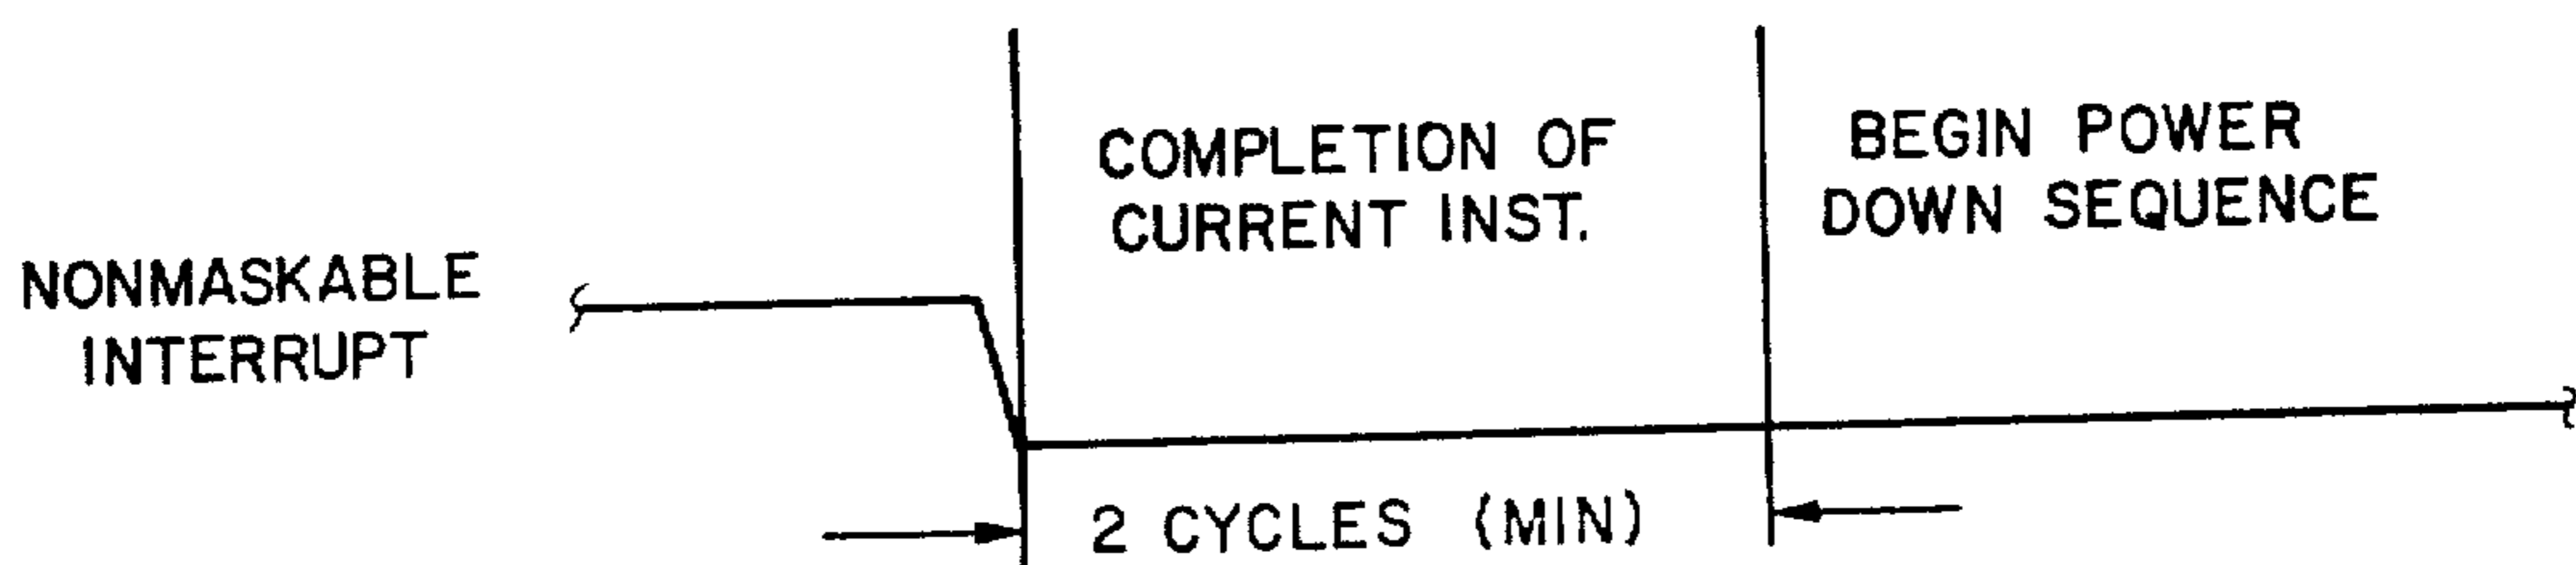 NONMASKABLE
INTERRUPT
COMPLETION OF
CURRENT INST.
BEGIN POWER
DOWN SEQUENCE
2 CYCLES (MIN)